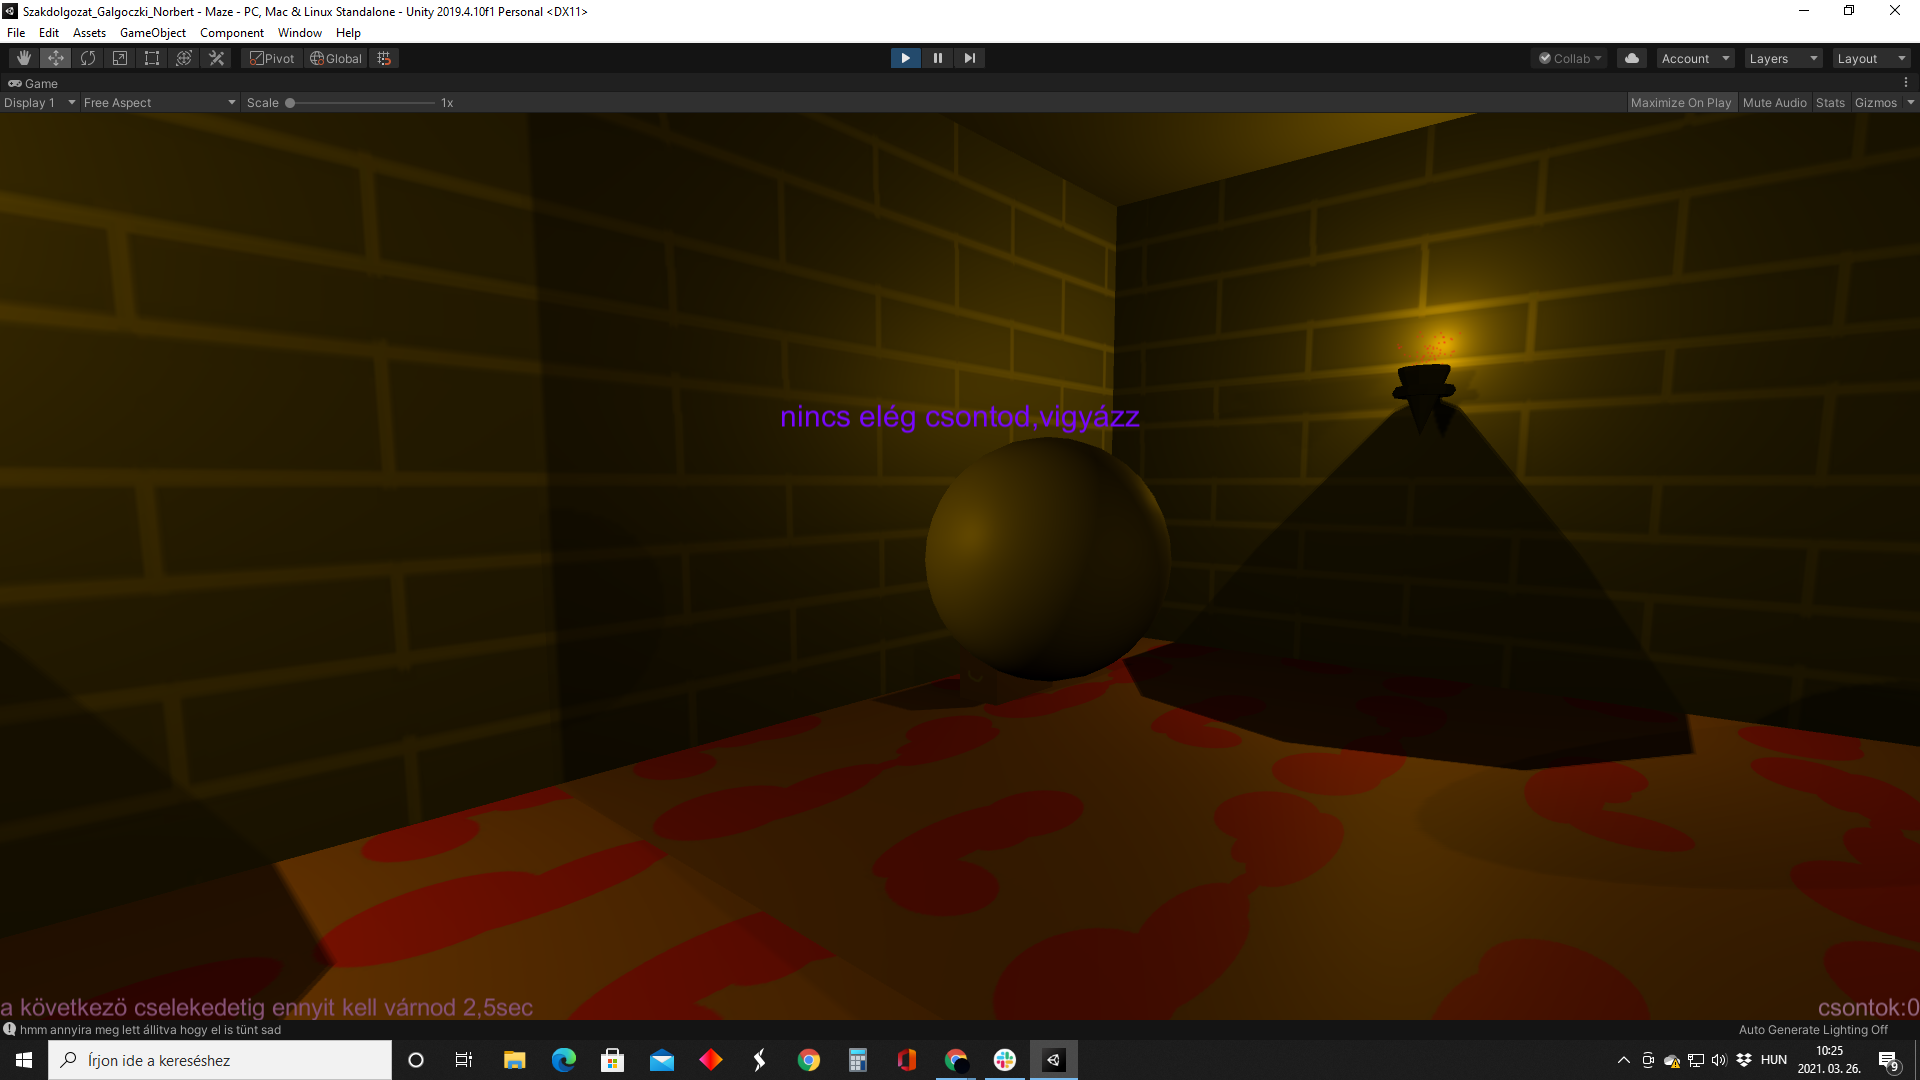 Szakdolgozat_Galgoczki_Norbert - Maze - PC, Mac & Linux Standalone - Unity 2019.4.10f1 Personal <DX11>
File Edit Assets GameObject Component Window Help
Pivot Global Collab Account Layers Layout
Game
Display 1 Free Aspect Scale 1x Maximize On Play Mute Audio Stats Gizmos
nincs elég csontod,vigyázz
a következö cselekedetig ennyit kell várnod 2,5sec
csontok:0
hmm annyira meg lett állitva hogy el is tünt sad
Auto Generate Lighting Off
Írjon ide a kereséshez
HUN
10:25
2021. 03. 26.
9